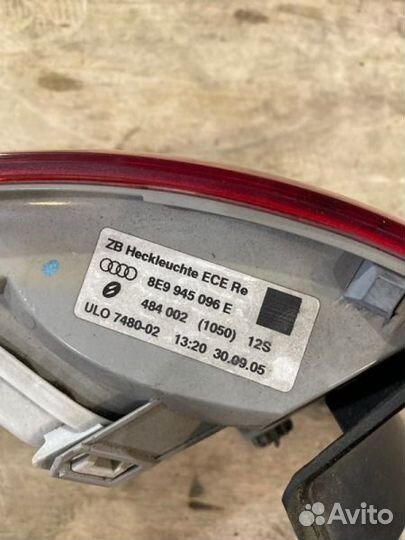 ZB Heckleuchte ECE Re
8E9 945 096 E
484 002 (1050) 12S
ULO 7480-02 13:20 30.09.05
Avito